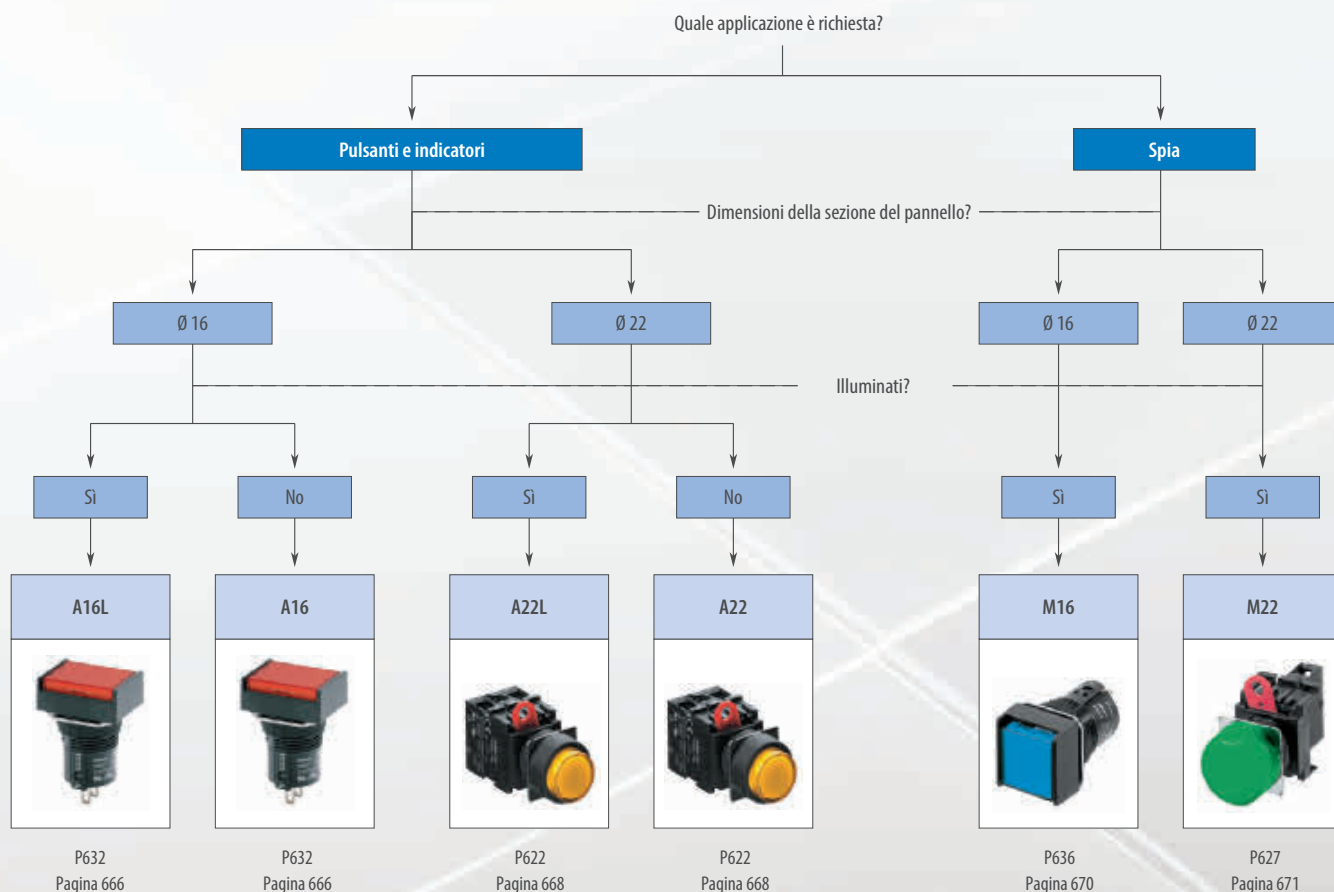 Quale applicazione è richiesta?
Pulsanti e indicatori
Spia
Dimensioni della sezione del pannello?
Ø 16
Ø 22
Ø 16
Ø 22
Illuminati?
Sì
No
Sì
No
Sì
Sì
A16L
A16
A22L
A22
M16
M22
P632
P632
P622
P622
P636
P627
Pagina 666
Pagina 666
Pagina 668
Pagina 668
Pagina 670
Pagina 671